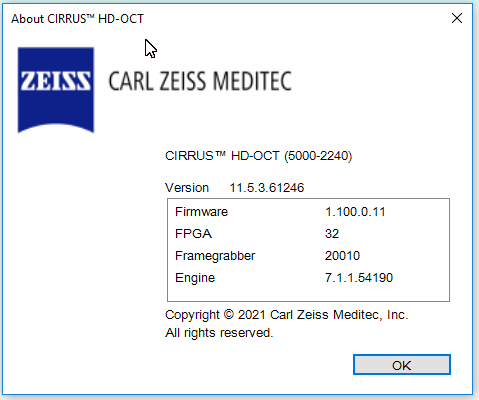 About CIRRUS™ HD-OCT
ZEISS CARL ZEISS MEDITEC
CIRRUS™ HD-OCT (5000-2240)
Version 11.5.3.61246
Firmware 1.100.0.11
FPGA 32
Framegrabber 20010
Engine 7.1.1.54190
Copyright © 2021 Carl Zeiss Meditec, Inc.
All rights reserved.
OK